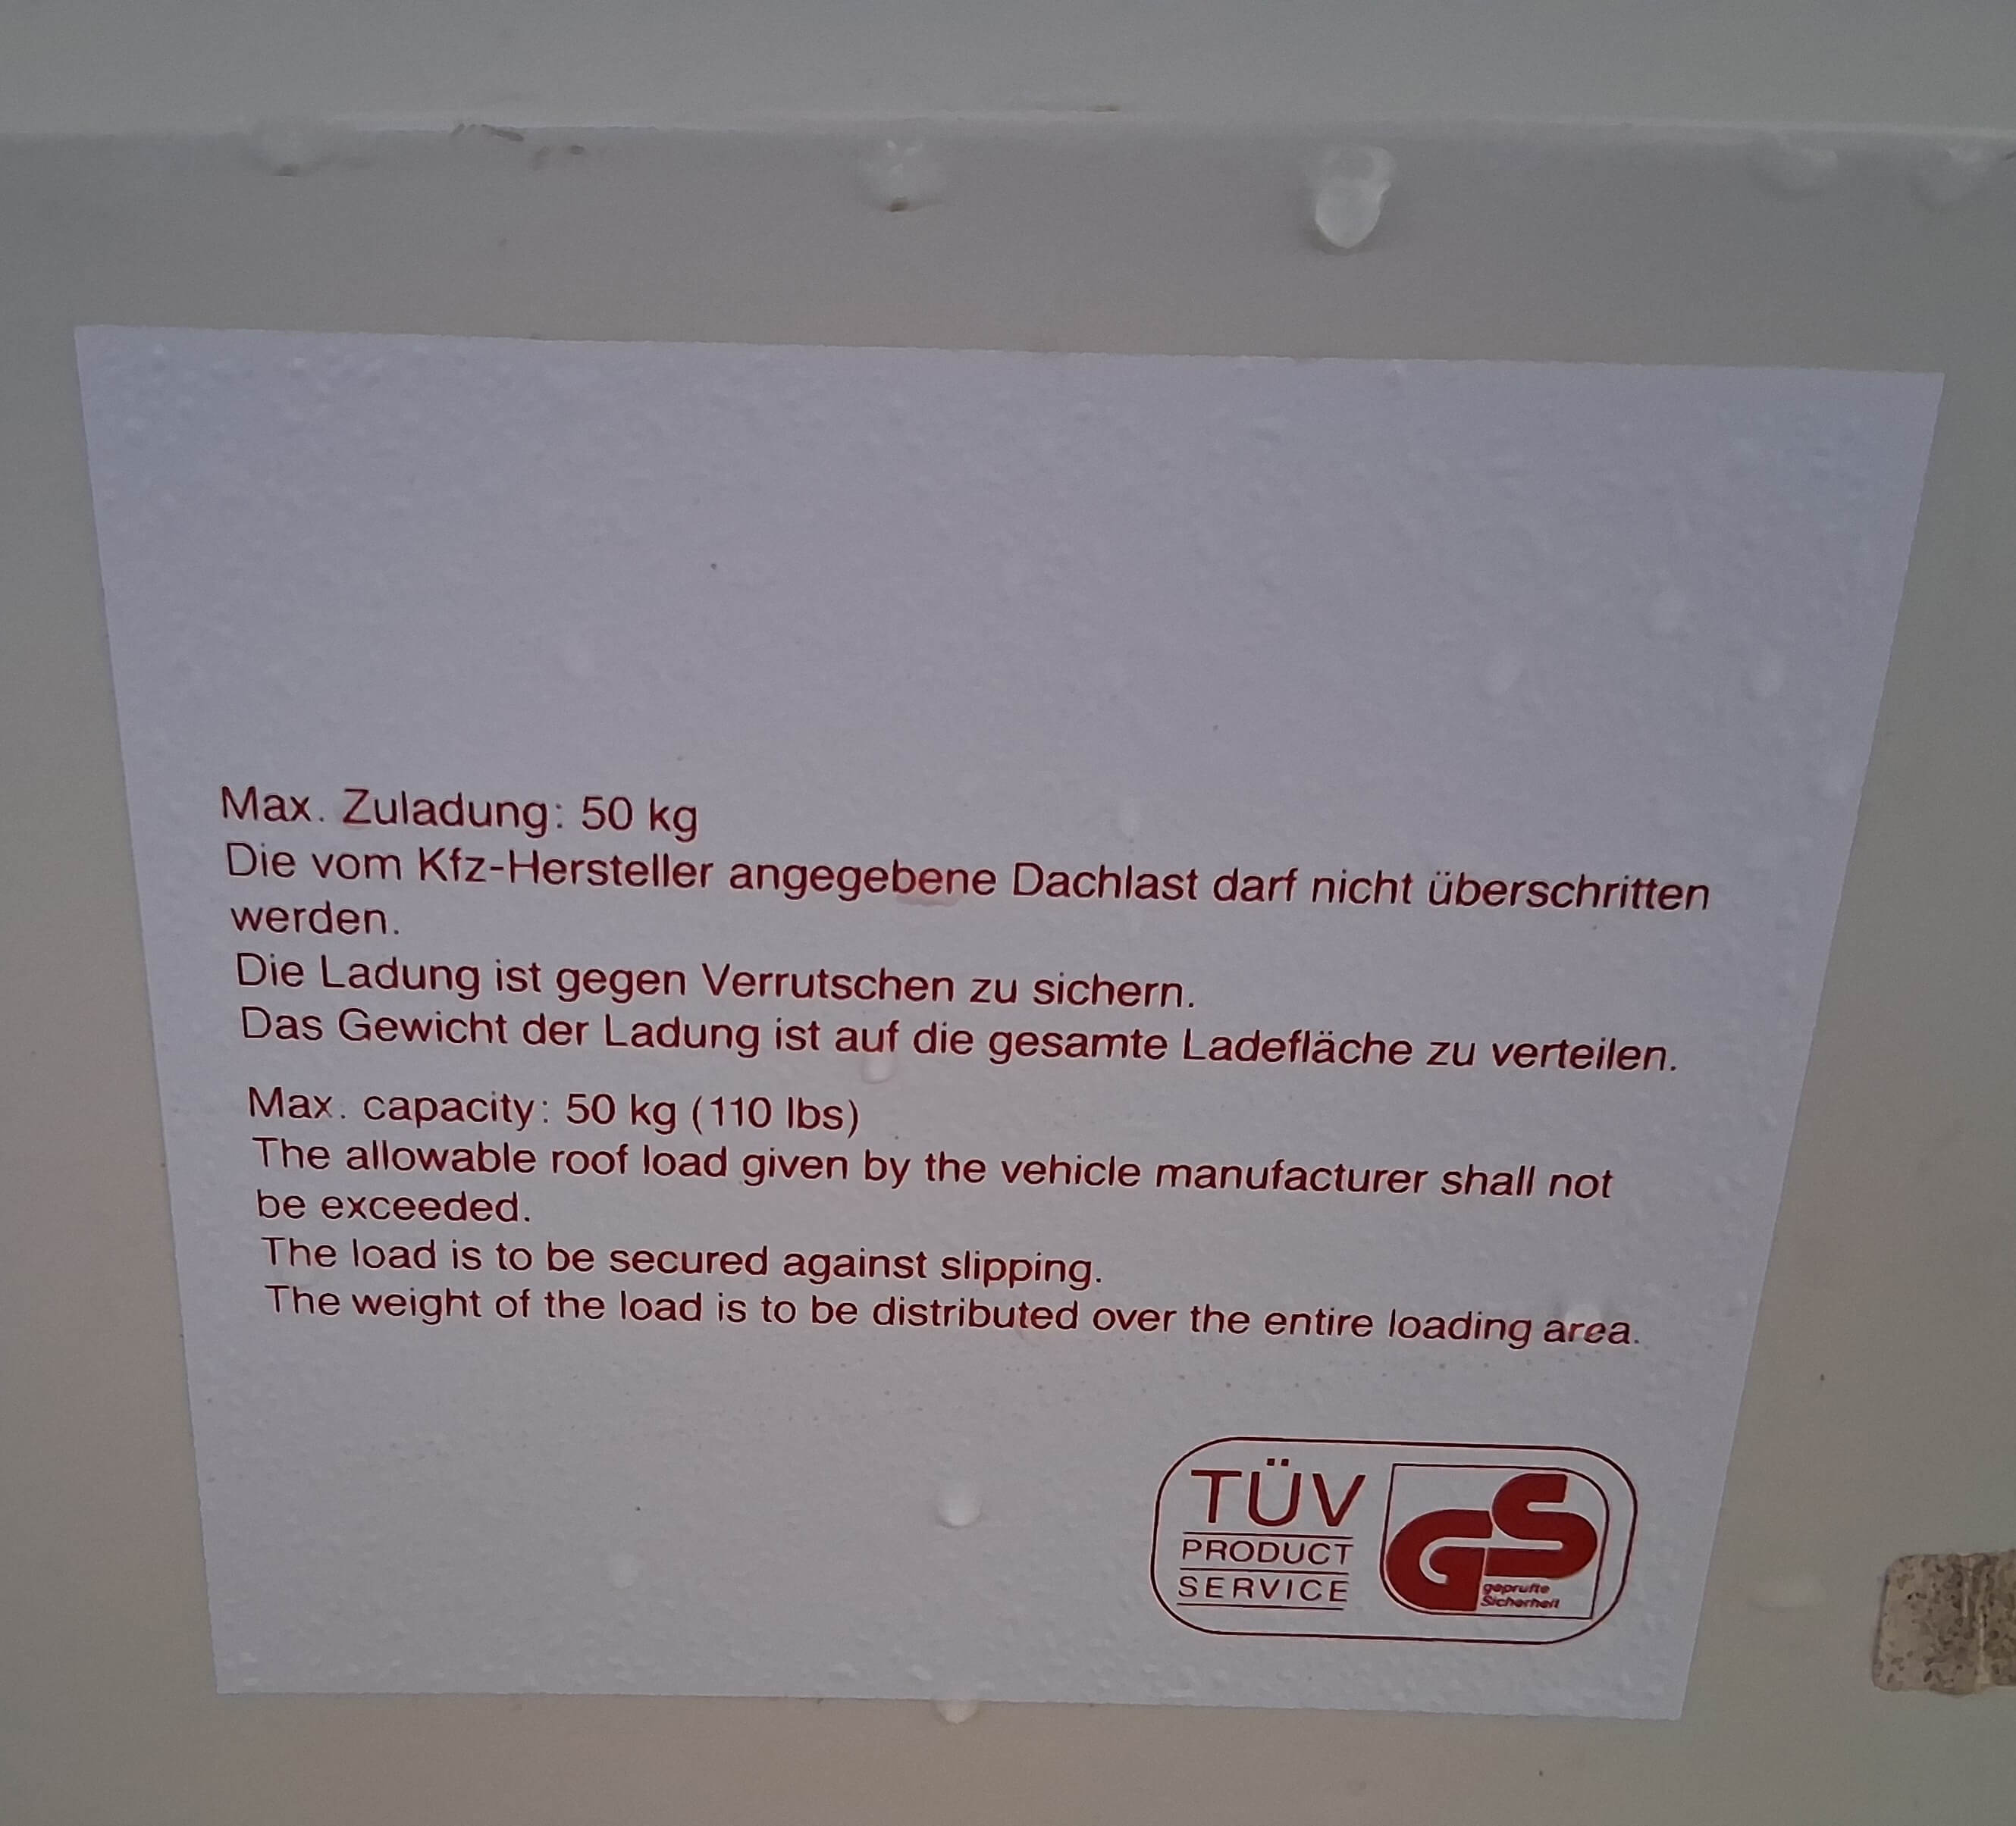 Max. Zuladung: 50 kg
Die vom Kfz-Hersteller angegebene Dachlast darf nicht überschritten
werden.
Die Ladung ist gegen Verrutschen zu sichern.
Das Gewicht der Ladung ist auf die gesamte Ladefläche zu verteilen.
Max. capacity: 50 kg (110 lbs)
The allowable roof load given by the vehicle manufacturer shall not
be exceeded.
The load is to be secured against slipping.
The weight of the load is to be distributed over the entire loading area.
TÜV
PRODUCT
SERVICE
GS
geprüfte
Sicherheit